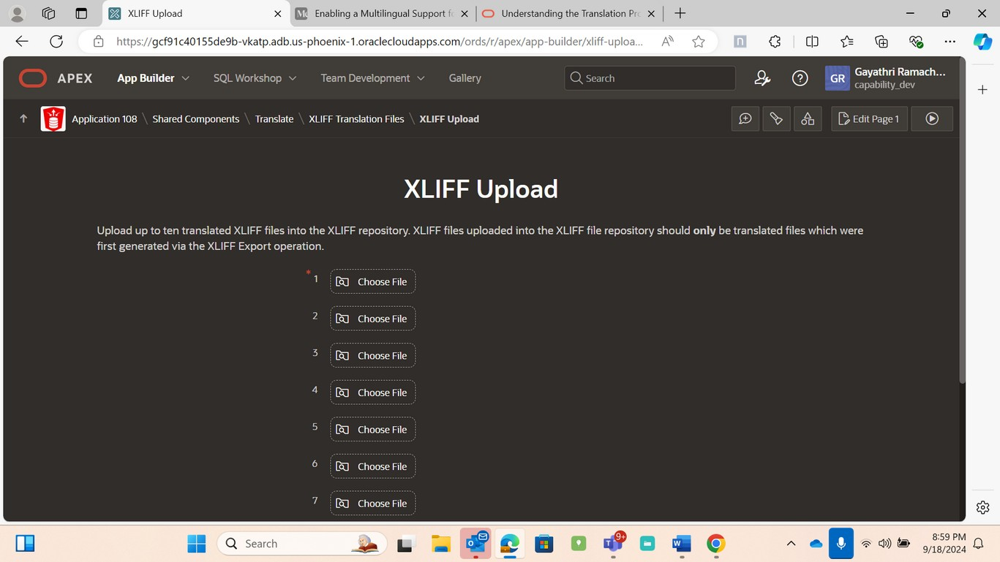 XLIFF Upload
Enabling a Multilingual Support fo
Understanding the Translation Pro
https://gcf91c40155de9b-vkatp.adb.us-phoenix-1.oraclecloudapps.com/ords/r/apex/app-builder/xliff-uploa...
APEX App Builder SQL Workshop Team Development Gallery Search GR Gayathri Ramach...
capability_dev
Application 108 \ Shared Components \ Translate \ XLIFF Translation Files \ XLIFF Upload Edit Page 1
XLIFF Upload
Upload up to ten translated XLIFF files into the XLIFF repository. XLIFF files uploaded into the XLIFF file repository should only be translated files which were
first generated via the XLIFF Export operation.
* 1 Choose File
2 Choose File
3 Choose File
4 Choose File
5 Choose File
6 Choose File
7 Choose File
Search 9+ 8:59 PM
9/18/2024